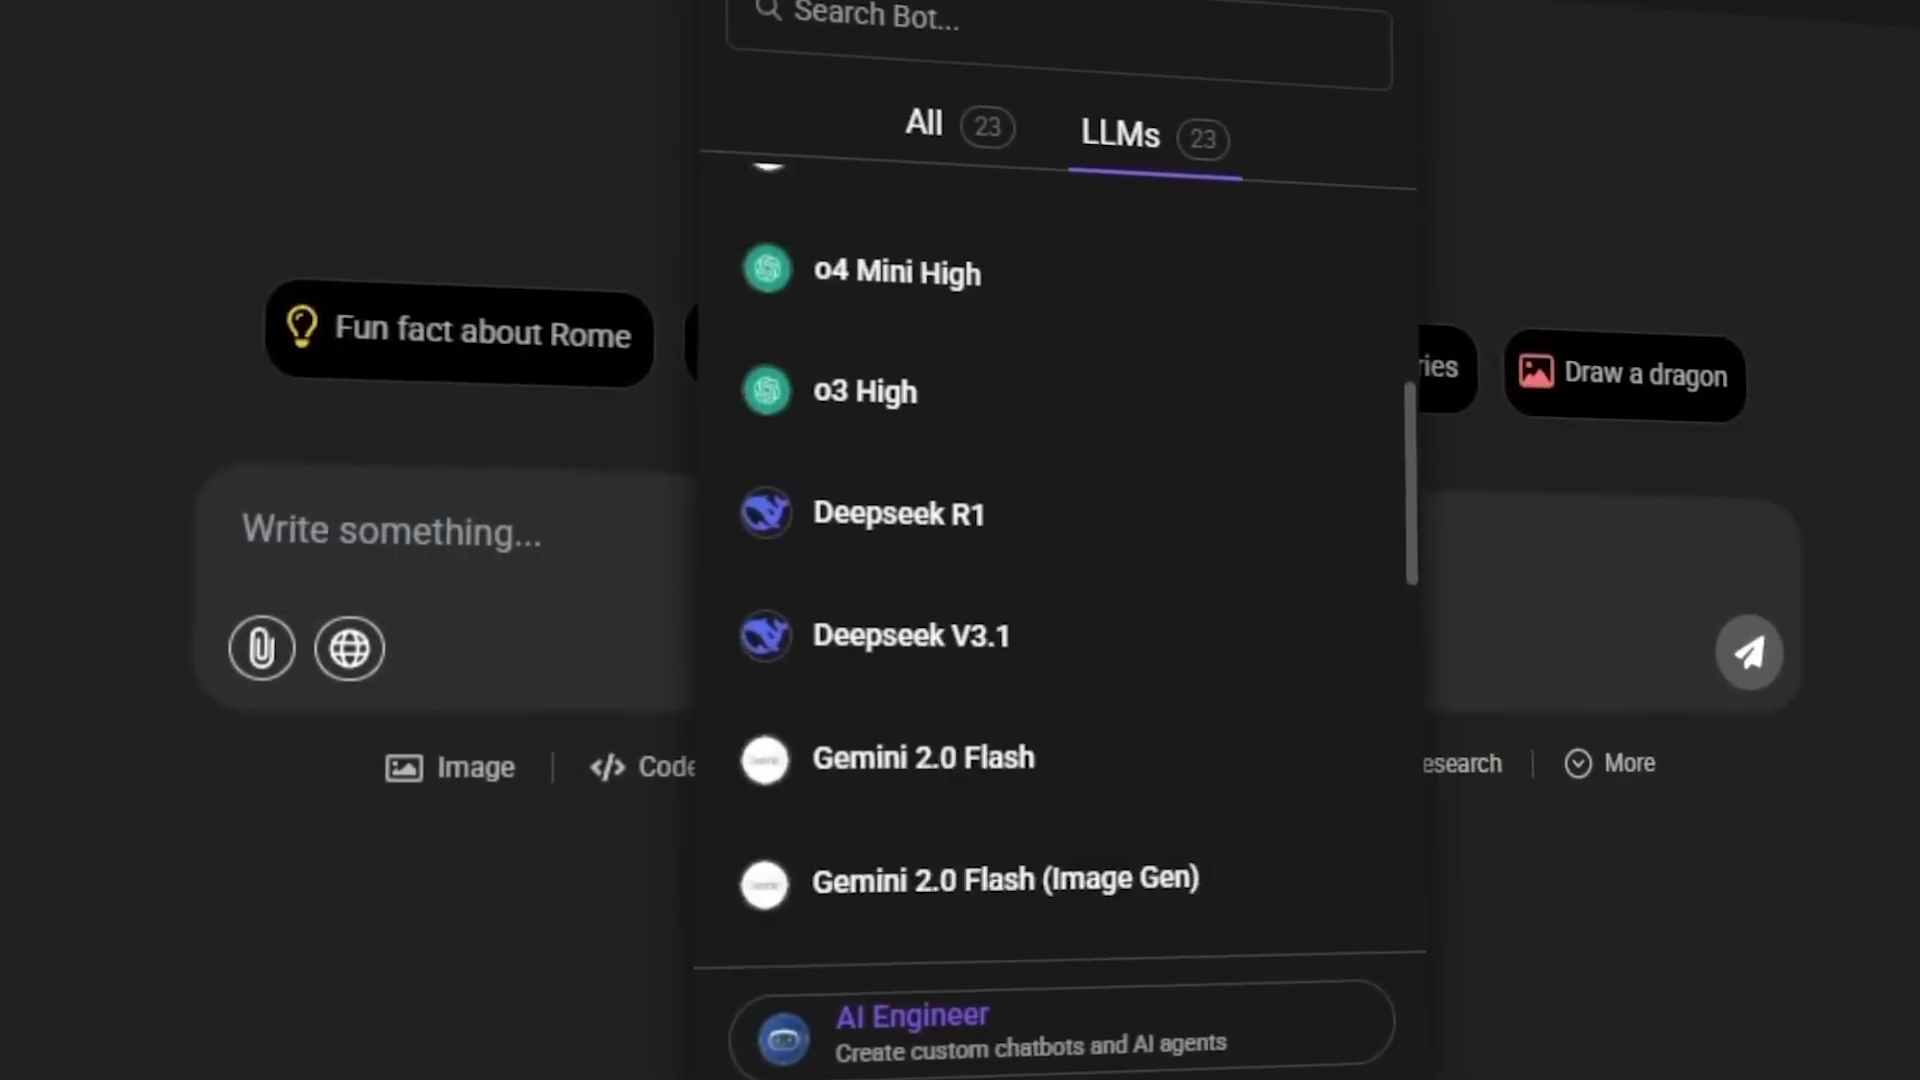 Search Bot...
All 23
LLMs 23
o4 Mini High
Fun fact about Rome
ries
Draw a dragon
o3 High
Write something...
Deepseek R1
Deepseek V3.1
Gemini 2.0 Flash
Image
Code
esearch
More
Gemini 2.0 Flash (Image Gen)
AI Engineer
Create custom chatbots and AI agents